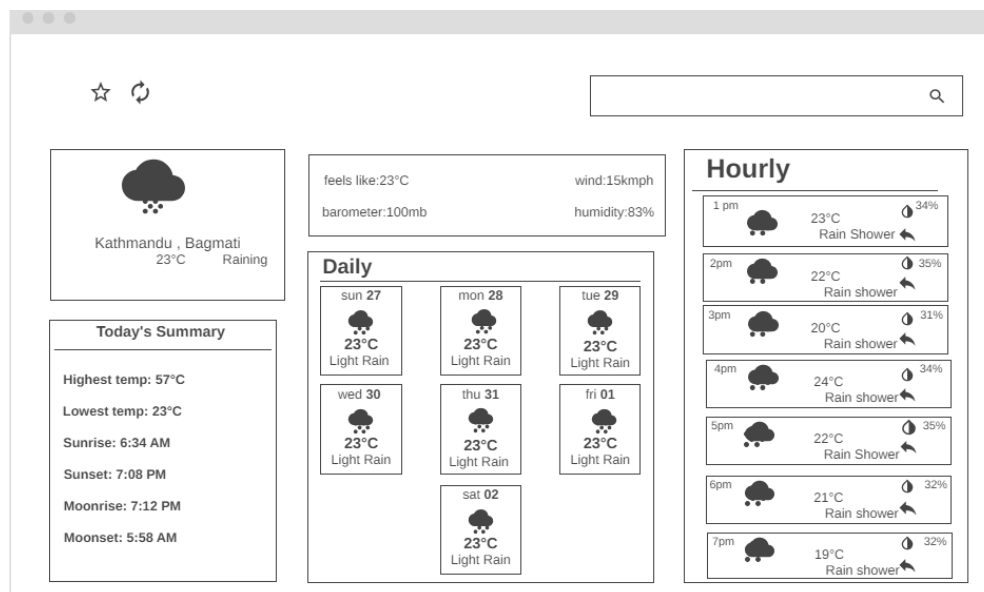 Kathmandu , Bagmati
23°C Raining
Today's Summary
Highest temp: 57°C
Lowest temp: 23°C
Sunrise: 6:34 AM
Sunset: 7:08 PM
Moonrise: 7:12 PM
Moonset: 5:58 AM
feels like:23°C wind:15kmph
barometer:100mb humidity:83%
Daily
sun 27
23°C
Light Rain
mon 28
23°C
Light Rain
tue 29
23°C
Light Rain
wed 30
23°C
Light Rain
thu 31
23°C
Light Rain
fri 01
23°C
Light Rain
sat 02
23°C
Light Rain
Hourly
1 pm 34%
23°C
Rain Shower
2pm 35%
22°C
Rain shower
3pm 31%
20°C
Rain shower
4pm 34%
24°C
Rain shower
5pm 35%
22°C
Rain Shower
6pm 32%
21°C
Rain shower
7pm 32%
19°C
Rain shower